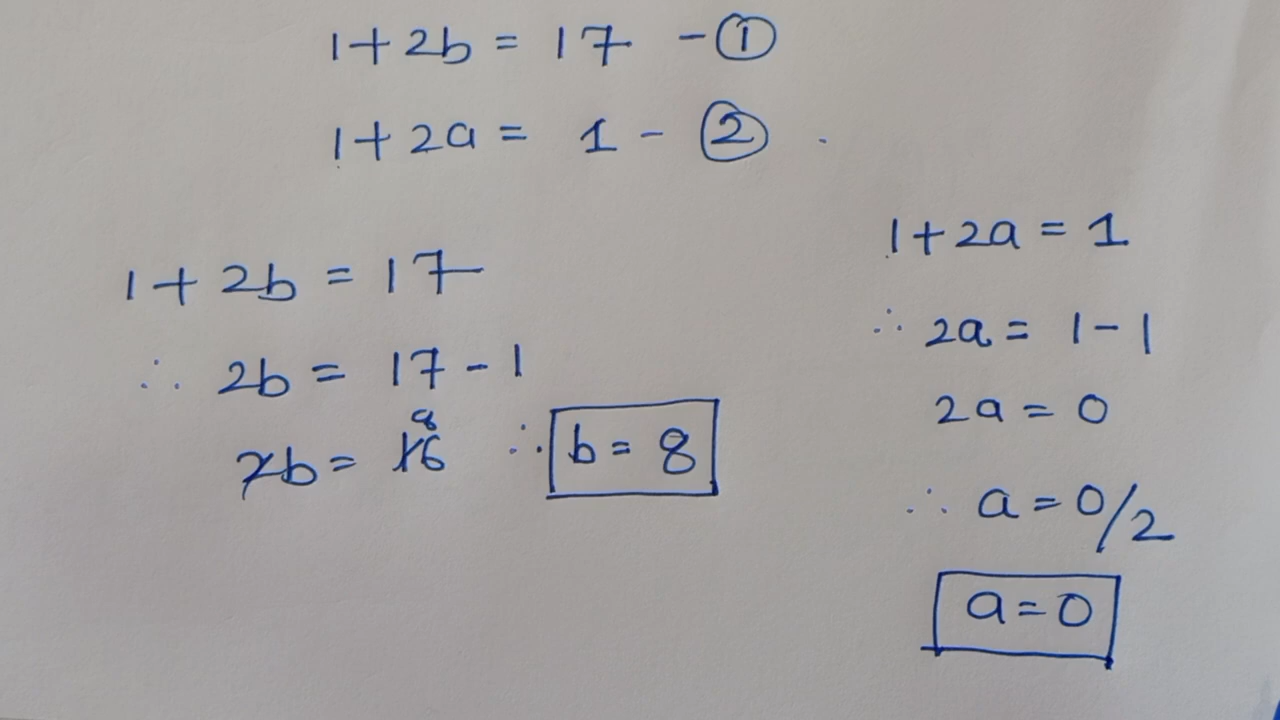 1+2b = 17 - ①
1+2a = 1 - ②
1+2b = 17
∴ 2b = 17-1
2b = 16 8 ∴ b = 8
1+2a = 1
∴ 2a = 1-1
2a = 0
∴ a = 0/2
a = 0